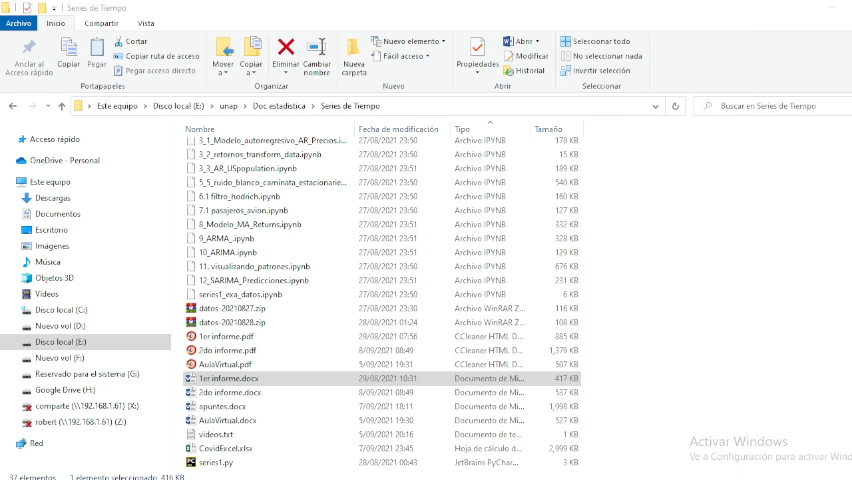 Series de Tiempo
Archivo Inicio Compartir Vista
Anclar al Acceso rápido
Copiar
Pegar
Cortar
Copiar ruta de acceso
Pegar acceso directo
Portapapeles
Mover a
Copiar a
Eliminar
Cambiar nombre
Organizar
Nueva carpeta
Nuevo elemento
Fácil acceso
Nuevo
Propiedades
Abrir
Modificar
Historial
Abrir
Seleccionar todo
No seleccionar nada
Invertir selección
Seleccionar
Este equipo > Disco local (E:) > unap > Doc estadistica > Series de Tiempo
Buscar en Series de Tiempo
Acceso rápido
OneDrive - Personal
Este equipo
Descargas
Documentos
Escritorio
Imágenes
Música
Objetos 3D
Vídeos
Disco local (C:)
Nuevo vol (D:)
Disco local (E:)
Nuevo vol (F:)
Reservado para el sistema (G:)
Google Drive (H:)
comparte (\\192.168.1.61) (X:)
robert (\\192.168.1.61) (Z:)
Red
Nombre Fecha de modificación Tipo Tamaño
3_1_Modelo_autorregresivo_AR_Precios.i... 27/08/2021 23:50 Archivo IPYNB 178 KB
3_2_retornos_transform_data.ipynb 27/08/2021 23:50 Archivo IPYNB 15 KB
3_3_AR_USpopulation.ipynb 27/08/2021 23:51 Archivo IPYNB 189 KB
5_5_ruido_blanco_caminata_estacionarie... 27/08/2021 23:50 Archivo IPYNB 540 KB
6.1 filtro_hodrich.ipynb 27/08/2021 23:50 Archivo IPYNB 160 KB
7.1 pasajeros_avion.ipynb 27/08/2021 23:50 Archivo IPYNB 127 KB
8_Modelo_MA_Returns.ipynb 27/08/2021 23:51 Archivo IPYNB 332 KB
9_ARMA_.ipynb 27/08/2021 23:51 Archivo IPYNB 328 KB
10_ARIMA.ipynb 27/08/2021 23:51 Archivo IPYNB 129 KB
11. visualizando_patrones.ipynb 27/08/2021 23:50 Archivo IPYNB 676 KB
12_SARIMA_Predicciones.ipynb 27/08/2021 23:51 Archivo IPYNB 231 KB
series1_exa_datos.ipynb 27/08/2021 23:50 Archivo IPYNB 6 KB
datos-20210827.zip 27/08/2021 23:30 Archivo WinRAR Z... 116 KB
datos-20210828.zip 28/08/2021 01:24 Archivo WinRAR Z... 108 KB
1er informe.pdf 29/08/2021 07:56 CCleaner HTML D... 885 KB
2do informe.pdf 8/09/2021 08:49 CCleaner HTML D... 1,379 KB
AulaVirtual.pdf 5/09/2021 19:31 CCleaner HTML D... 507 KB
1er informe.docx 29/08/2021 10:31 Documento de Mi... 417 KB
2do informe.docx 8/09/2021 08:49 Documento de Mi... 537 KB
apuntes.docx 7/09/2021 18:11 Documento de Mi... 1,998 KB
AulaVirtual.docx 5/09/2021 19:30 Documento de Mi... 527 KB
videos.txt 5/09/2021 20:16 Documento de te... 1 KB
CovidExcel.xlsx 7/09/2021 23:45 Hoja de cálculo d... 2,999 KB
series1.py 28/08/2021 00:43 JetBrains PyChar... 3 KB
Activar Windows
Ve a Configuración para activar Wind
37 elementos 1 elemento seleccionado 416 KB